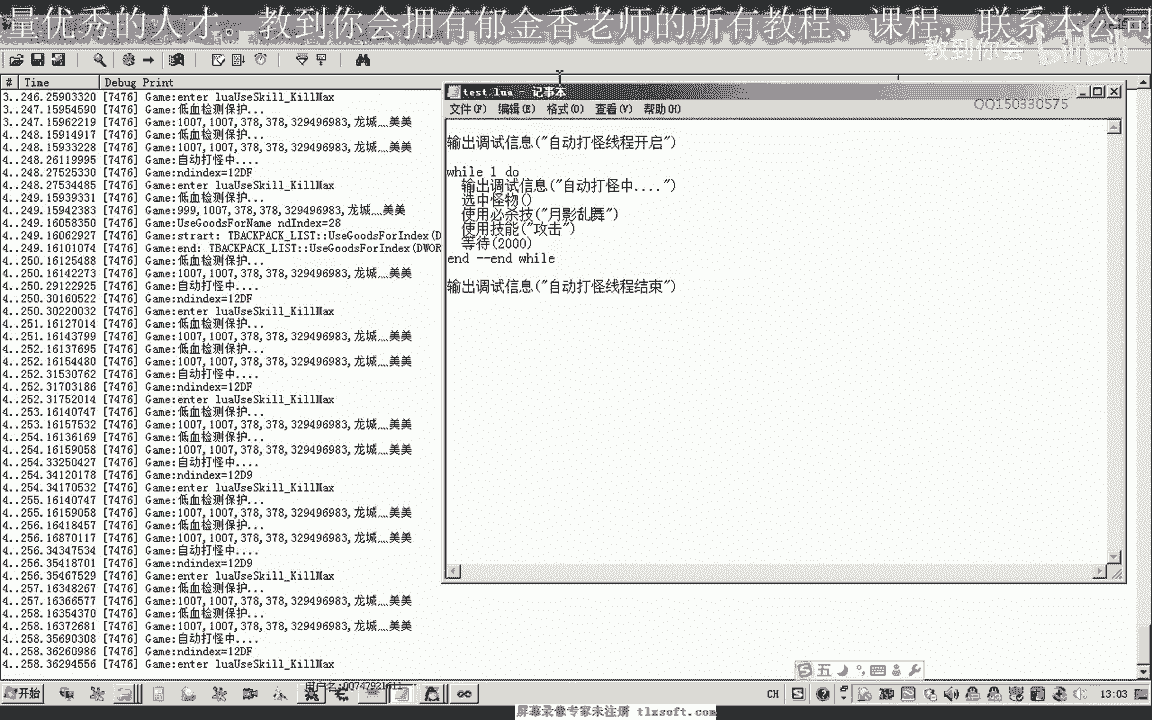 量优秀的人才。教到你会拥有郁金香老师的所有教程、课程，联系本公司
教到你会
bilibili
# Time Debug Print
3..246.25903320 [7476] Game:enter luaUseSkill_KillMax
3..247.15954590 [7476] Game:低血检测保护...
3..247.15962219 [7476] Game:1007,1007,378,378,329496983,龙城灬美美
4..248.15914917 [7476] Game:低血检测保护...
4..248.15933228 [7476] Game:1007,1007,378,378,329496983,龙城灬美美
4..248.26119995 [7476] Game:自动打怪中....
4..248.27525330 [7476] Game:ndindex=12DF
4..248.27534485 [7476] Game:enter luaUseSkill_KillMax
4..249.15939331 [7476] Game:低血检测保护...
4..249.15942383 [7476] Game:999,1007,378,378,329496983,龙城灬美美
4..249.16058350 [7476] Game:UseGoodsForName ndIndex=28
4..249.16062927 [7476] Game:strart: TBACKPACK_LIST::UseGoodsForIndex(D
4..249.16101074 [7476] Game:end: TBACKPACK_LIST::UseGoodsForIndex(DWOR
4..250.16125488 [7476] Game:低血检测保护...
4..250.16142273 [7476] Game:1007,1007,378,378,329496983,龙城灬美美
4..250.29122925 [7476] Game:自动打怪中....
4..250.30160522 [7476] Game:ndindex=12DF
4..250.30220032 [7476] Game:enter luaUseSkill_KillMax
4..251.16127014 [7476] Game:低血检测保护...
4..251.16143799 [7476] Game:1007,1007,378,378,329496983,龙城灬美美
4..252.16137695 [7476] Game:低血检测保护...
4..252.16154480 [7476] Game:1007,1007,378,378,329496983,龙城灬美美
4..252.31530762 [7476] Game:自动打怪中....
4..252.31703186 [7476] Game:ndindex=12DF
4..252.31752014 [7476] Game:enter luaUseSkill_KillMax
4..253.16140747 [7476] Game:低血检测保护...
4..253.16157532 [7476] Game:1007,1007,378,378,329496983,龙城灬美美
4..254.16136169 [7476] Game:低血检测保护...
4..254.16159058 [7476] Game:1007,1007,378,378,329496983,龙城灬美美
4..254.33250427 [7476] Game:自动打怪中....
4..254.34120178 [7476] Game:ndindex=12D9
4..254.34170532 [7476] Game:enter luaUseSkill_KillMax
4..255.16140747 [7476] Game:低血检测保护...
4..255.16159058 [7476] Game:1007,1007,378,378,329496983,龙城灬美美
4..256.16418457 [7476] Game:低血检测保护...
4..256.16870117 [7476] Game:1007,1007,378,378,329496983,龙城灬美美
4..256.34347534 [7476] Game:自动打怪中....
4..256.35418701 [7476] Game:ndindex=12D9
4..256.35467529 [7476] Game:enter luaUseSkill_KillMax
4..257.16348267 [7476] Game:低血检测保护...
4..257.16366577 [7476] Game:1007,1007,378,378,329496983,龙城灬美美
4..258.16354370 [7476] Game:低血检测保护...
4..258.16372681 [7476] Game:1007,1007,378,378,329496983,龙城灬美美
4..258.35690308 [7476] Game:自动打怪中....
4..258.36260986 [7476] Game:ndindex=12DF
4..258.36294556 [7476] Game:enter luaUseSkill_KillMax
test.lua - 记事本
文件(F) 编辑(E) 格式(O) 查看(V) 帮助(H)
QQ150330575
输出调试信息("自动打怪线程开启")
while 1 do
输出调试信息("自动打怪中....")
选中怪物()
使用必杀技("月影乱舞")
使用技能("攻击")
等待(2000)
end --end while
输出调试信息("自动打怪线程结束")
五
开始
CH
13:03
屏幕录像专家未注册 tlxsoft.com